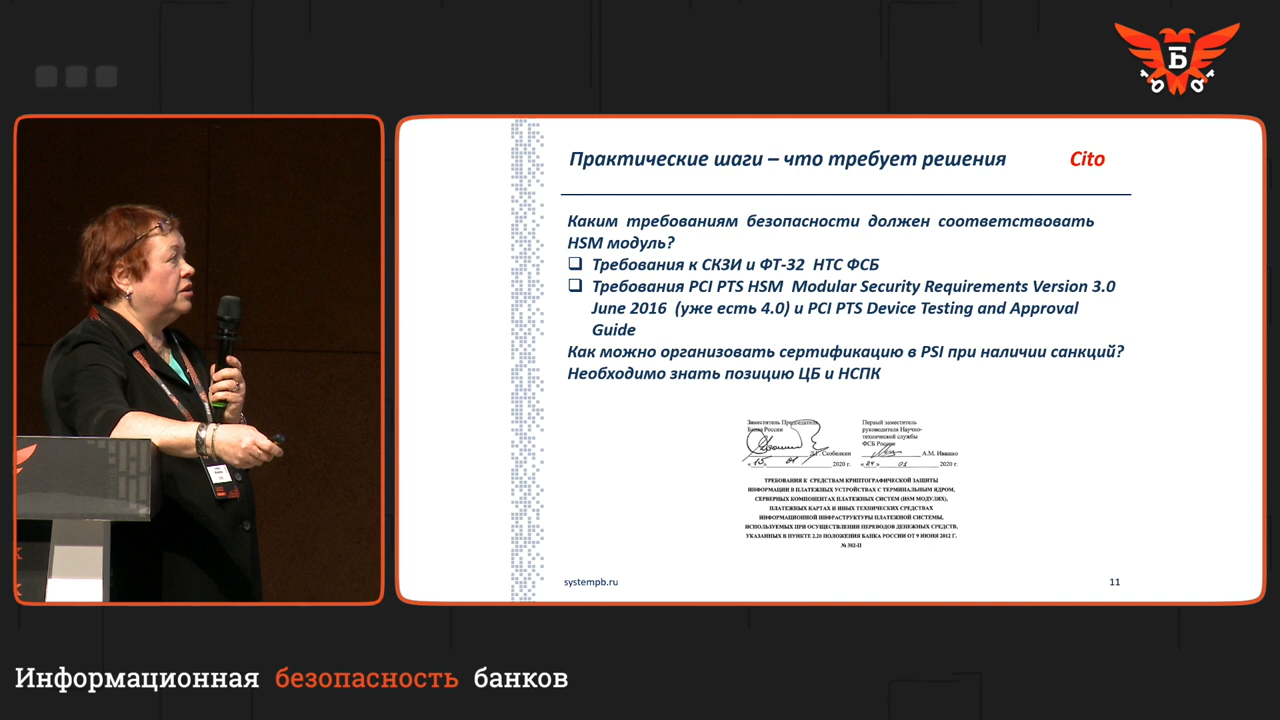 Б
Практические шаги – что требует решения Cito
Каким требованиям безопасности должен соответствовать
HSM модуль?
Требования к СКЗИ и ФТ-32 НТС ФСБ
Требования PCI PTS HSM Modular Security Requirements Version 3.0
June 2016 (уже есть 4.0) и PCI PTS Device Testing and Approval
Guide
Как можно организовать сертификацию в PSI при наличии санкций?
Необходимо знать позицию ЦБ и НСПК
Заместитель Председателя
Банка России
Д.Г. Скобелкин
2020 г.
Первый заместитель
руководителя Научно-
технической службы
ФСБ России
А.М. Ивашко
« 24 » 01 2020 г.
ТРЕБОВАНИЯ К СРЕДСТВАМ КРИПТОГРАФИЧЕСКОЙ ЗАЩИТЫ
ИНФОРМАЦИИ В ПЛАТЕЖНЫХ УСТРОЙСТВАХ С ТЕРМИНАЛЬНЫМ ЯДРОМ,
СЕРВЕРНЫХ КОМПОНЕНТАХ ПЛАТЕЖНЫХ СИСТЕМ (HSM МОДУЛЯХ),
ПЛАТЕЖНЫХ КАРТАХ И ИНЫХ ТЕХНИЧЕСКИХ СРЕДСТВАХ
ИНФОРМАЦИОННОЙ ИНФРАСТРУКТУРЫ ПЛАТЕЖНОЙ СИСТЕМЫ,
ИСПОЛЬЗУЕМЫХ ПРИ ОСУЩЕСТВЛЕНИИ ПЕРЕВОДОВ ДЕНЕЖНЫХ СРЕДСТВ,
УКАЗАННЫХ В ПУНКТЕ 2.20 ПОЛОЖЕНИЯ БАНКА РОССИИ ОТ 9 ИЮНЯ 2012 Г.
№ 382-П
systempb.ru 11
Информационная безопасность банков